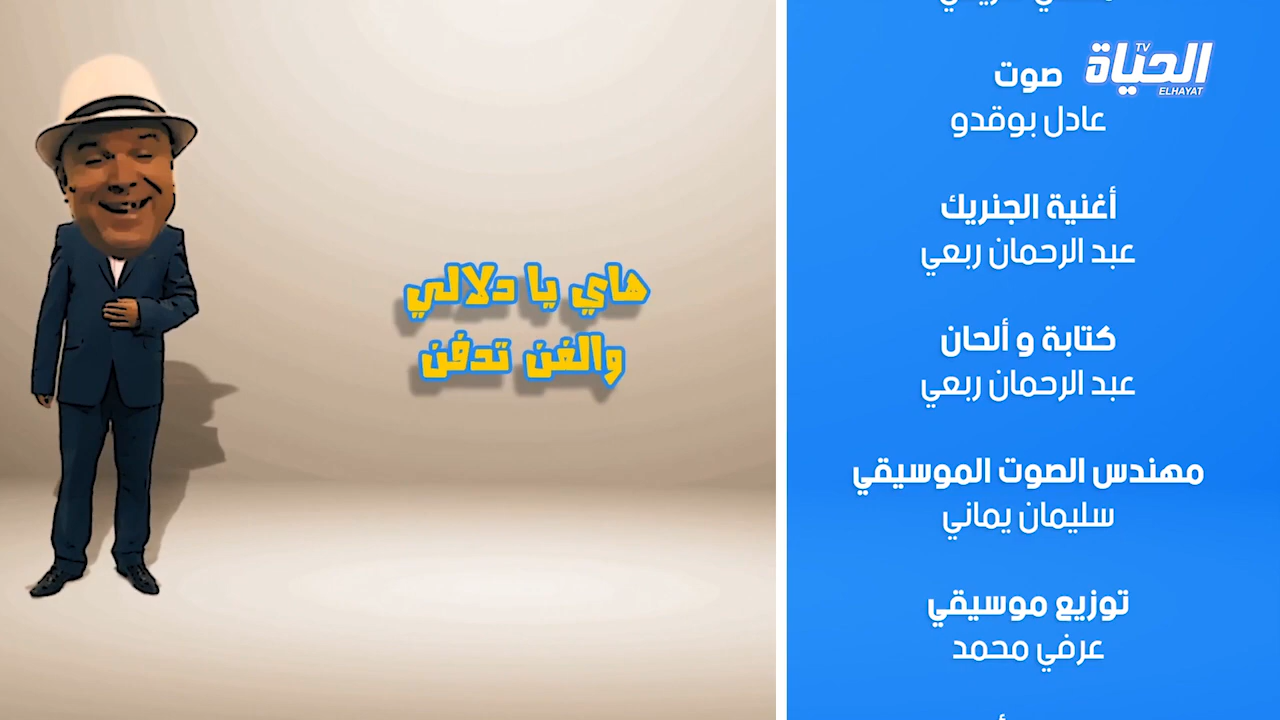 هاي يا دلالي
والفن تدفن
الحياة
TV
ELHAYAT
صوت
عادل بوقدو
أغنية الجنريك
عبد الرحمان ربعي
كتابة و ألحان
عبد الرحمان ربعي
مهندس الصوت الموسيقي
سليمان يماني
توزيع موسيقي
عرفي محمد